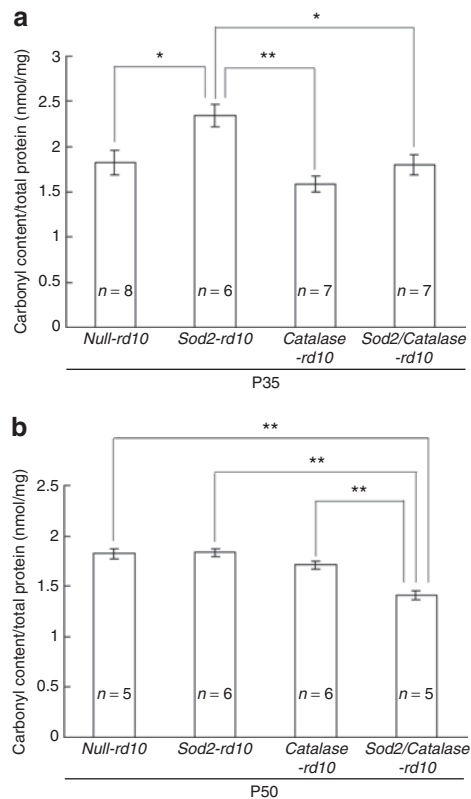 a
*
*
**
3
2.5
2
1.5
1
0.5
0
Carbonyl content/total protein (nmol/mg)
n = 8
n = 6
n = 7
n = 7
Null-rd10
Sod2-rd10
Catalase
-rd10
Sod2/Catalase
-rd10
P35
b
**
**
**
2.5
2
1.5
1
0.5
0
Carbonyl content/total protein (nmol/mg)
n = 5
n = 6
n = 6
n = 5
Null-rd10
Sod2-rd10
Catalase
-rd10
Sod2/Catalase
-rd10
P50